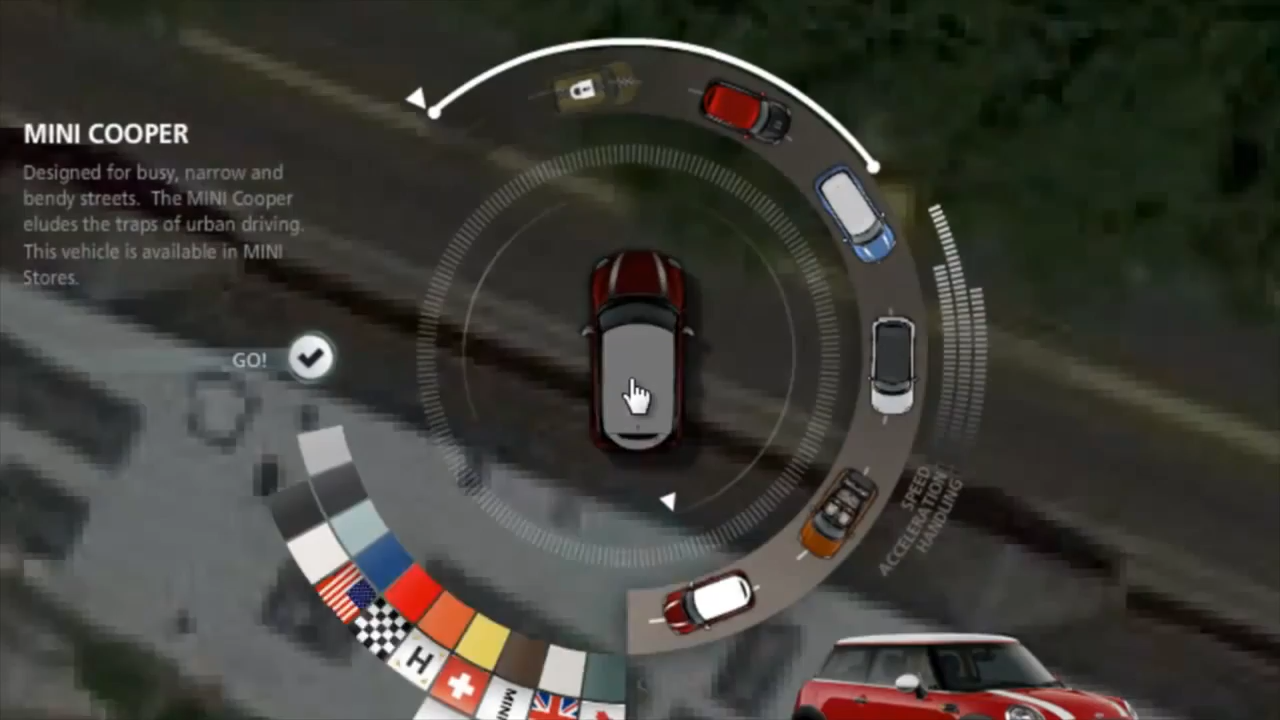 MINI COOPER
Designed for busy, narrow and
bendy streets.  The MINI Cooper
eludes the traps of urban driving.
This vehicle is available in MINI
Stores.
GO!
SPEED
ACCELERATION
HANDLING
H
MINI